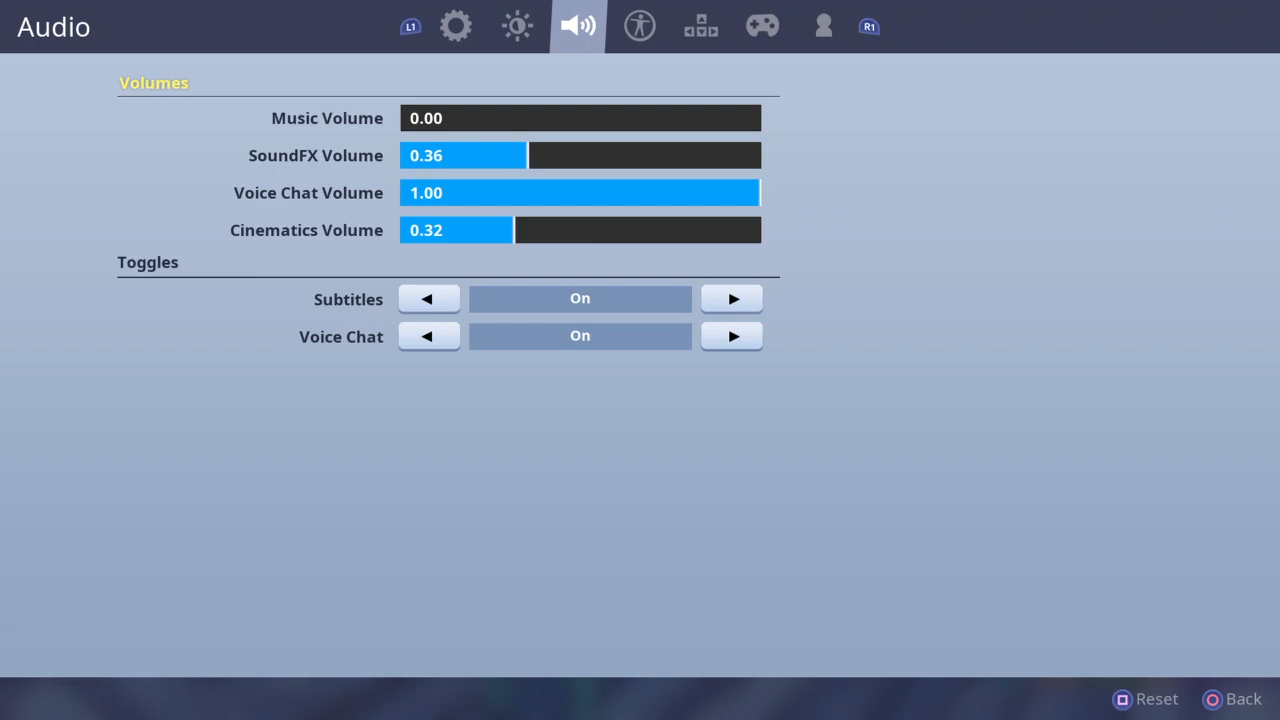 Audio
L1
R1
Volumes
Music Volume 0.00
SoundFX Volume 0.36
Voice Chat Volume 1.00
Cinematics Volume 0.32
Toggles
Subtitles On
Voice Chat On
Reset Back